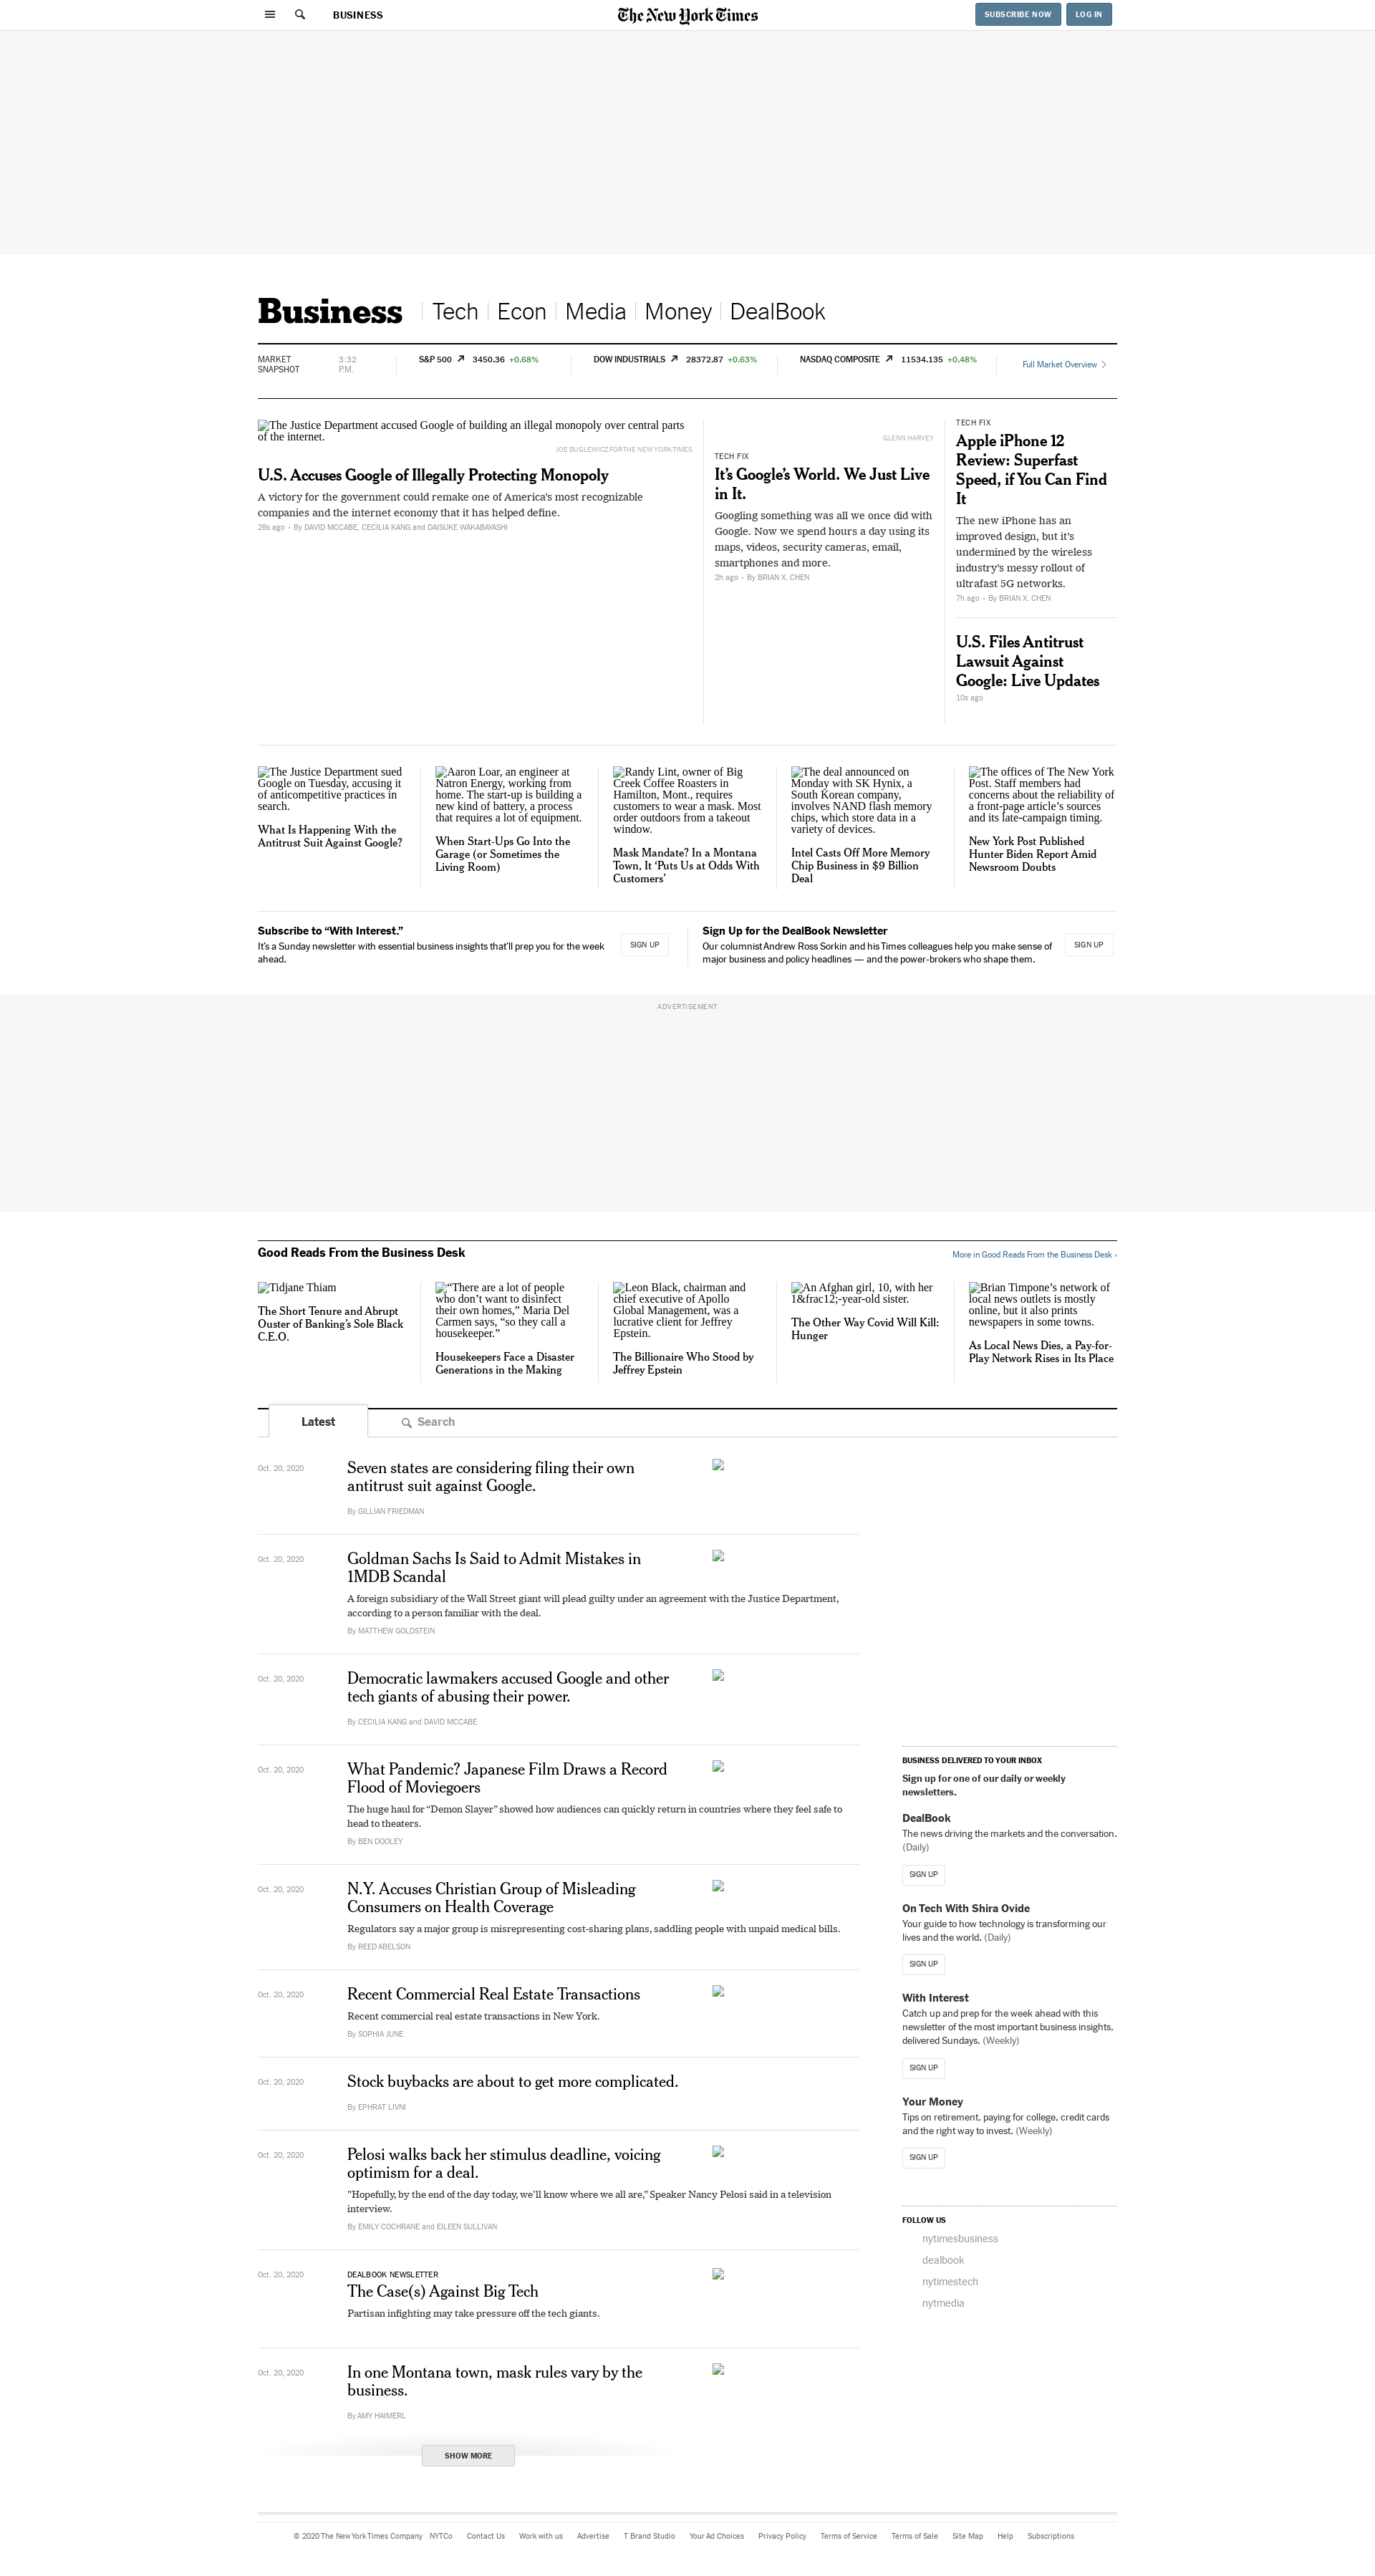 BUSINESS
The New York Times
SUBSCRIBE NOW
LOG IN
Business
Tech
Econ
Media
Money
DealBook
MARKET
SNAPSHOT
3:32
P.M.
S&P 500 3450.36 +0.68%
DOW INDUSTRIALS 28372.87 +0.63%
NASDAQ COMPOSITE 11534.135 +0.48%
Full Market Overview
The Justice Department accused Google of building an illegal monopoly over central parts
of the internet.
JOE BUGLEWICZ FOR THE NEW YORK TIMES
U.S. Accuses Google of Illegally Protecting Monopoly
A victory for the government could remake one of America’s most recognizable
companies and the internet economy that it has helped define.
28s ago • By DAVID MCCABE, CECILIA KANG and DAISUKE WAKABAYASHI
GLENN HARVEY
TECH FIX
It’s Google’s World. We Just Live
in It.
Googling something was all we once did with
Google. Now we spend hours a day using its
maps, videos, security cameras, email,
smartphones and more.
2h ago • By BRIAN X. CHEN
TECH FIX
Apple iPhone 12
Review: Superfast
Speed, if You Can Find
It
The new iPhone has an
improved design, but it’s
undermined by the wireless
industry’s messy rollout of
ultrafast 5G networks.
7h ago • By BRIAN X. CHEN
U.S. Files Antitrust
Lawsuit Against
Google: Live Updates
10s ago
The Justice Department sued
Google on Tuesday, accusing it
of anticompetitive practices in
search.
What Is Happening With the
Antitrust Suit Against Google?
Aaron Loar, an engineer at
Natron Energy, working from
home. The start-up is building a
new kind of battery, a process
that requires a lot of equipment.
When Start-Ups Go Into the
Garage (or Sometimes the
Living Room)
Randy Lint, owner of Big
Creek Coffee Roasters in
Hamilton, Mont., requires
customers to wear a mask. Most
order outdoors from a takeout
window.
Mask Mandate? In a Montana
Town, It ‘Puts Us at Odds With
Customers’
The deal announced on
Monday with SK Hynix, a
South Korean company,
involves NAND flash memory
chips, which store data in a
variety of devices.
Intel Casts Off More Memory
Chip Business in $9 Billion
Deal
The offices of The New York
Post. Staff members had
concerns about the reliability of
a front-page article’s sources
and its late-campaign timing.
New York Post Published
Hunter Biden Report Amid
Newsroom Doubts
Subscribe to “With Interest.”
It’s a Sunday newsletter with essential business insights that’ll prep you for the week
ahead.
SIGN UP
Sign Up for the DealBook Newsletter
Our columnist Andrew Ross Sorkin and his Times colleagues help you make sense of
major business and policy headlines — and the power-brokers who shape them.
SIGN UP
ADVERTISEMENT
Good Reads From the Business Desk
More in Good Reads From the Business Desk ›
Tidjane Thiam
The Short Tenure and Abrupt
Ouster of Banking’s Sole Black
C.E.O.
“There are a lot of people
who don’t want to disinfect
their own homes,” Maria Del
Carmen says, “so they call a
housekeeper.”
Housekeepers Face a Disaster
Generations in the Making
Leon Black, chairman and
chief executive of Apollo
Global Management, was a
lucrative client for Jeffrey
Epstein.
The Billionaire Who Stood by
Jeffrey Epstein
An Afghan girl, 10, with her
1&frac12;-year-old sister.
The Other Way Covid Will Kill:
Hunger
Brian Timpone’s network of
local news outlets is mostly
online, but it also prints
newspapers in some towns.
As Local News Dies, a Pay-for-
Play Network Rises in Its Place
Latest
Search
Oct. 20, 2020
Seven states are considering filing their own
antitrust suit against Google.
By GILLIAN FRIEDMAN
Oct. 20, 2020
Goldman Sachs Is Said to Admit Mistakes in
1MDB Scandal
A foreign subsidiary of the Wall Street giant will plead guilty under an agreement with the Justice Department,
according to a person familiar with the deal.
By MATTHEW GOLDSTEIN
Oct. 20, 2020
Democratic lawmakers accused Google and other
tech giants of abusing their power.
By CECILIA KANG and DAVID MCCABE
Oct. 20, 2020
What Pandemic? Japanese Film Draws a Record
Flood of Moviegoers
The huge haul for “Demon Slayer” showed how audiences can quickly return in countries where they feel safe to
head to theaters.
By BEN DOOLEY
Oct. 20, 2020
N.Y. Accuses Christian Group of Misleading
Consumers on Health Coverage
Regulators say a major group is misrepresenting cost-sharing plans, saddling people with unpaid medical bills.
By REED ABELSON
Oct. 20, 2020
Recent Commercial Real Estate Transactions
Recent commercial real estate transactions in New York.
By SOPHIA JUNE
Oct. 20, 2020
Stock buybacks are about to get more complicated.
By EPHRAT LIVNI
Oct. 20, 2020
Pelosi walks back her stimulus deadline, voicing
optimism for a deal.
"Hopefully, by the end of the day today, we’ll know where we all are,” Speaker Nancy Pelosi said in a television
interview.
By EMILY COCHRANE and EILEEN SULLIVAN
Oct. 20, 2020
DEALBOOK NEWSLETTER
The Case(s) Against Big Tech
Partisan infighting may take pressure off the tech giants.
Oct. 20, 2020
In one Montana town, mask rules vary by the
business.
By AMY HAIMERL
SHOW MORE
BUSINESS DELIVERED TO YOUR INBOX
Sign up for one of our daily or weekly
newsletters.
DealBook
The news driving the markets and the conversation.
(Daily)
SIGN UP
On Tech With Shira Ovide
Your guide to how technology is transforming our
lives and the world. (Daily)
SIGN UP
With Interest
Catch up and prep for the week ahead with this
newsletter of the most important business insights,
delivered Sundays. (Weekly)
SIGN UP
Your Money
Tips on retirement, paying for college, credit cards
and the right way to invest. (Weekly)
SIGN UP
FOLLOW US
nytimesbusiness
dealbook
nytimestech
nytmedia
© 2020 The New York Times Company NYTCo Contact Us Work with us Advertise T Brand Studio Your Ad Choices Privacy Policy Terms of Service Terms of Sale Site Map Help Subscriptions